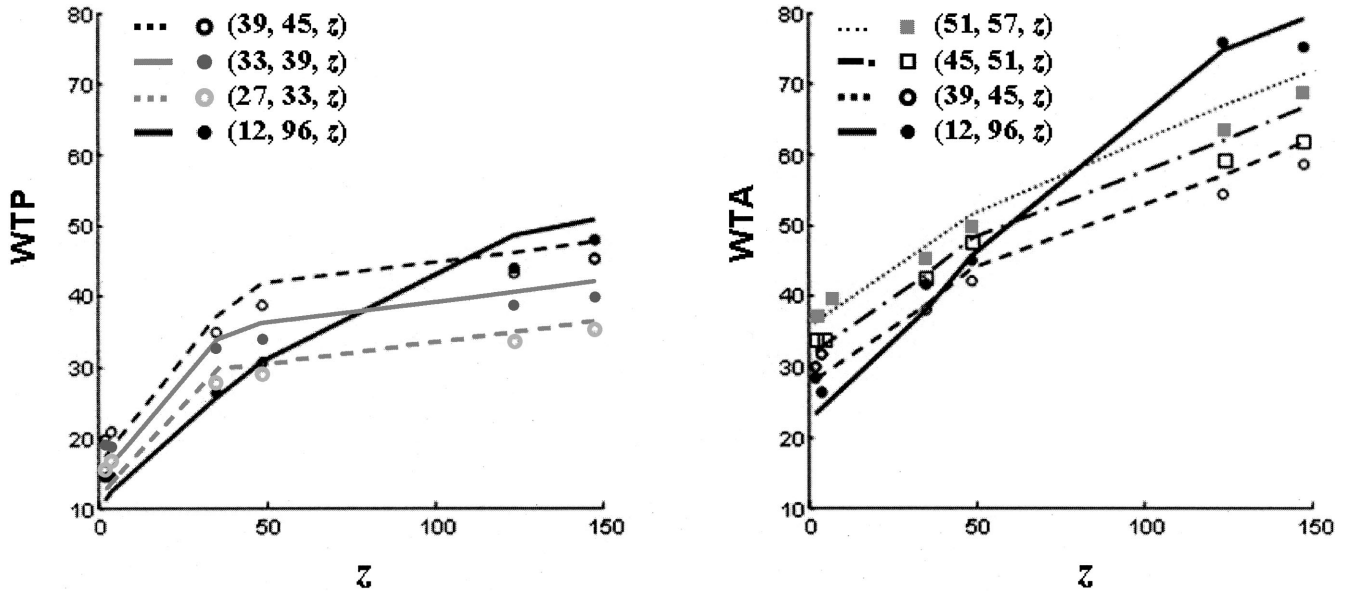 80
70
60
50
40
30
20
10
WTP
(39, 45, z)
(33, 39, z)
(27, 33, z)
(12, 96, z)
0 50 100 150
z
80
70
60
50
40
30
20
10
WTA
(51, 57, z)
(45, 51, z)
(39, 45, z)
(12, 96, z)
0 50 100 150
z